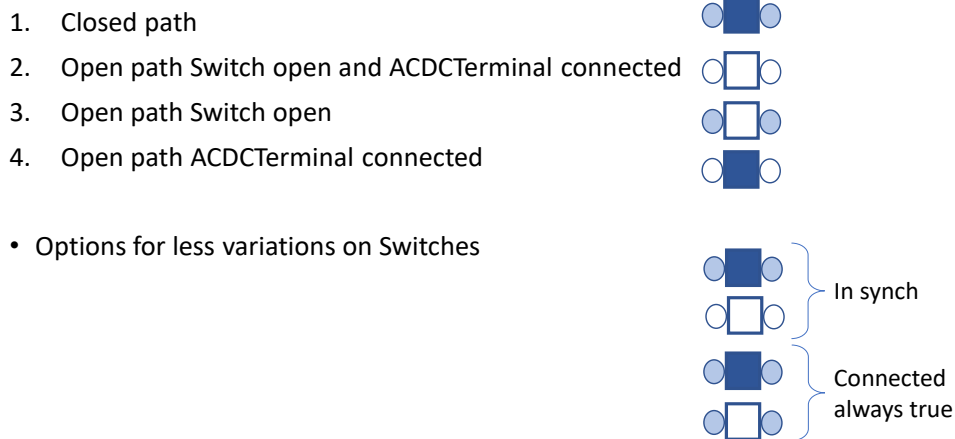 1. Closed path
2. Open path Switch open and ACDCTerminal connected
3. Open path Switch open
4. Open path ACDCTerminal connected
• Options for less variations on Switches
In synch
Connected
always true